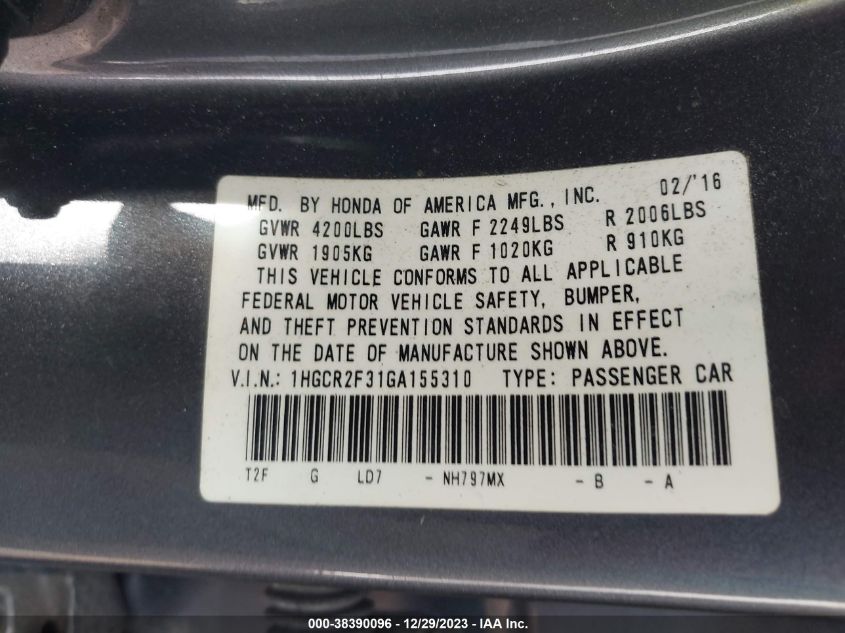 MFD. BY HONDA OF AMERICA MFG., INC. 02/'16
GVWR 4200LBS GAWR F 2249LBS R 2006LBS
GVWR 1905KG GAWR F 1020KG R 910KG
THIS VEHICLE CONFORMS TO ALL APPLICABLE
FEDERAL MOTOR VEHICLE SAFETY, BUMPER,
AND THEFT PREVENTION STANDARDS IN EFFECT
ON THE DATE OF MANUFACTURE SHOWN ABOVE.
V.I.N.: 1HGCR2F31GA155310 TYPE: PASSENGER CAR
T2F G LD7 - NH797MX - B - A
000-38390096 - 12/29/2023 - IAA Inc.